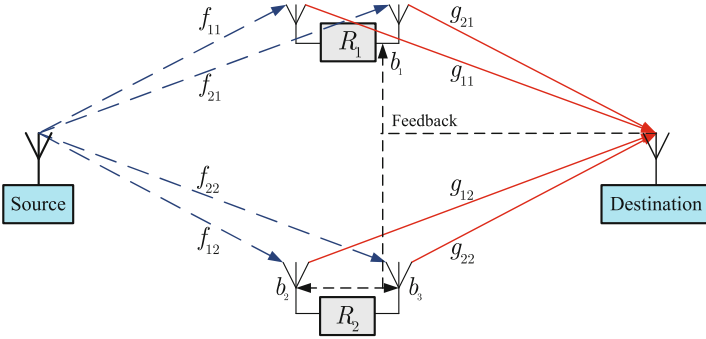 f₁₁
g₂₁
R₁
b₁
f₂₁
g₁₁
Feedback
f₂₂
g₁₂
Source
Destination
f₁₂
g₂₂
b₂
b₃
R₂